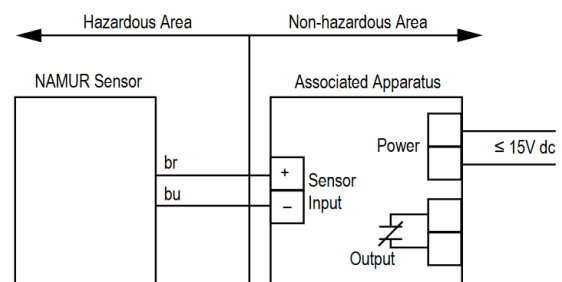 Hazardous Area
Non-hazardous Area
NAMUR Sensor
Associated Apparatus
Power
≤ 15V dc
br
+
Sensor
bu
–
Input
Output